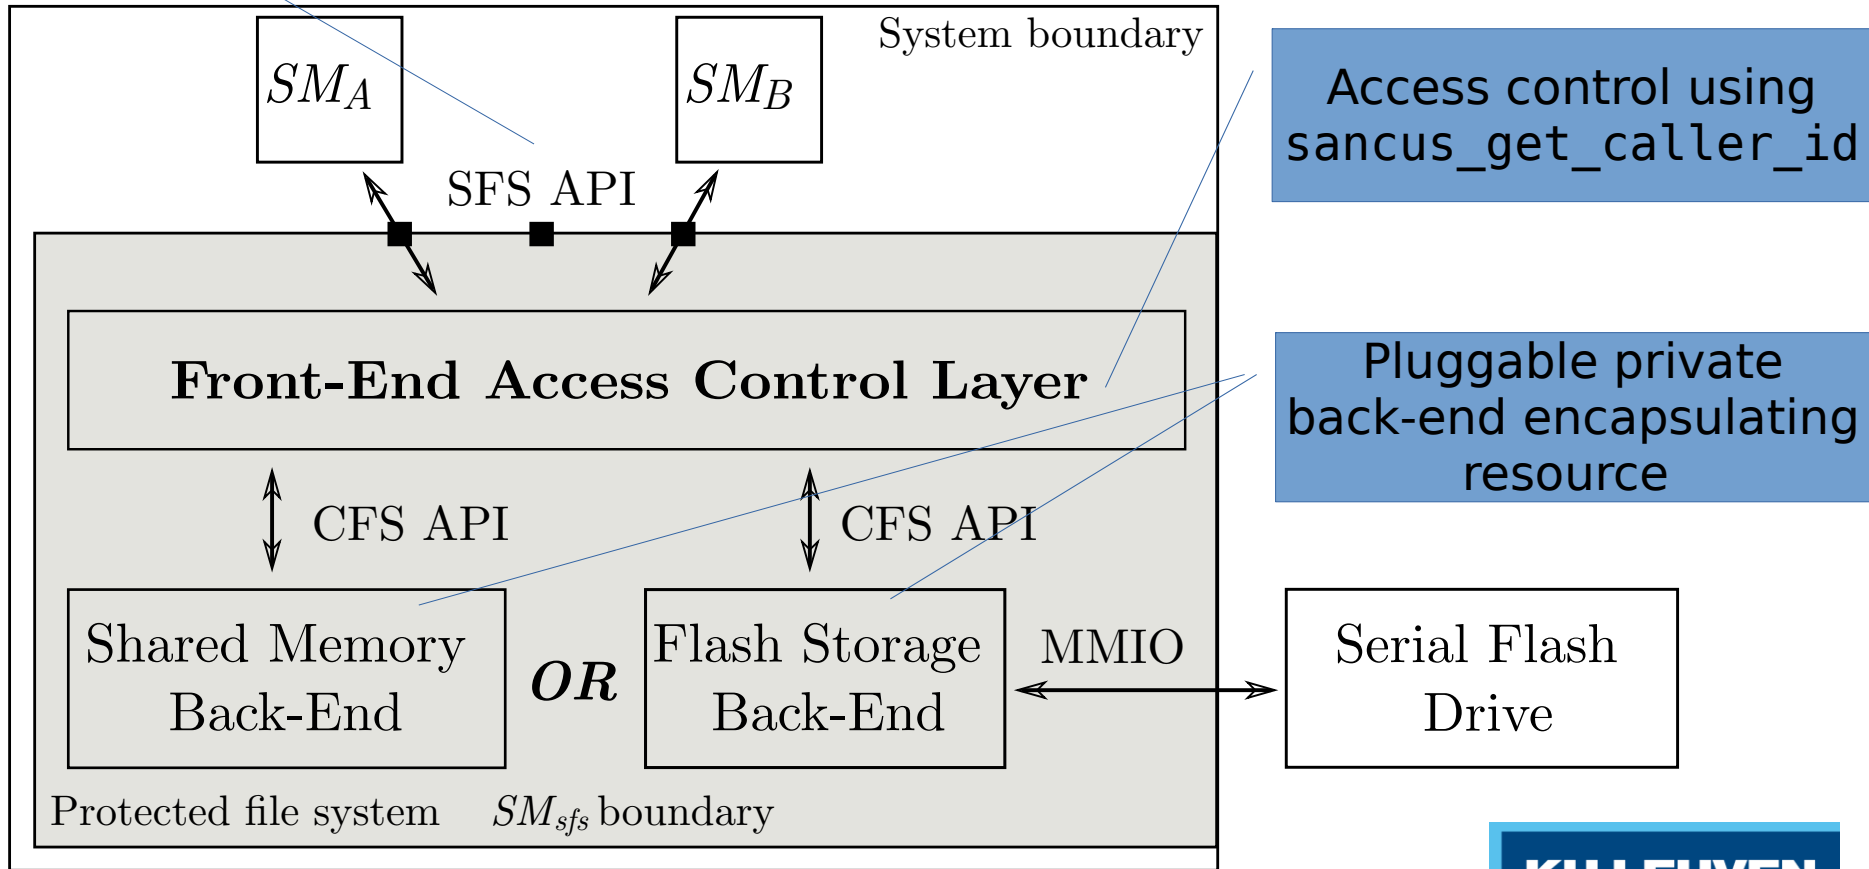 System boundary
SM_A
SM_B
Access control using
sancus_get_caller_id
SFS API
Front-End Access Control Layer
Pluggable private
back-end encapsulating
resource
CFS API
CFS API
Shared Memory
Back-End
OR
Flash Storage
Back-End
MMIO
Serial Flash
Drive
Protected file system
SM_sfs boundary
KU LEUVEN